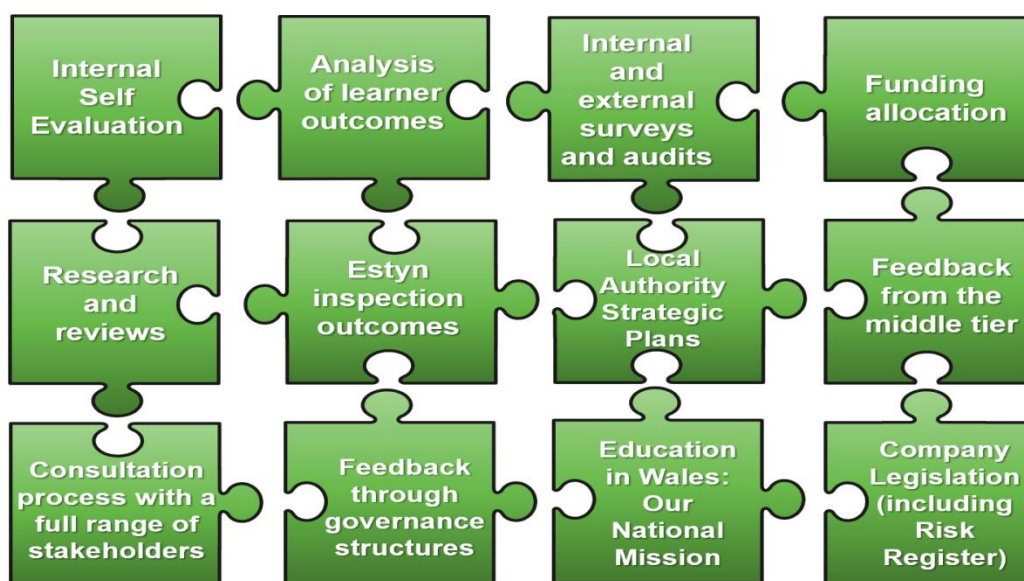 Internal
Self
Evaluation
Analysis
of learner
outcomes
Internal
and
external
surveys
and audits
Funding
allocation
Research
and
reviews
Estyn
inspection
outcomes
Local
Authority
Strategic
Plans
Feedback
from the
middle tier
Consultation
process with a
full range of
stakeholders
Feedback
through
governance
structures
Education
in Wales:
Our
National
Mission
Company
Legislation
(including
Risk
Register)